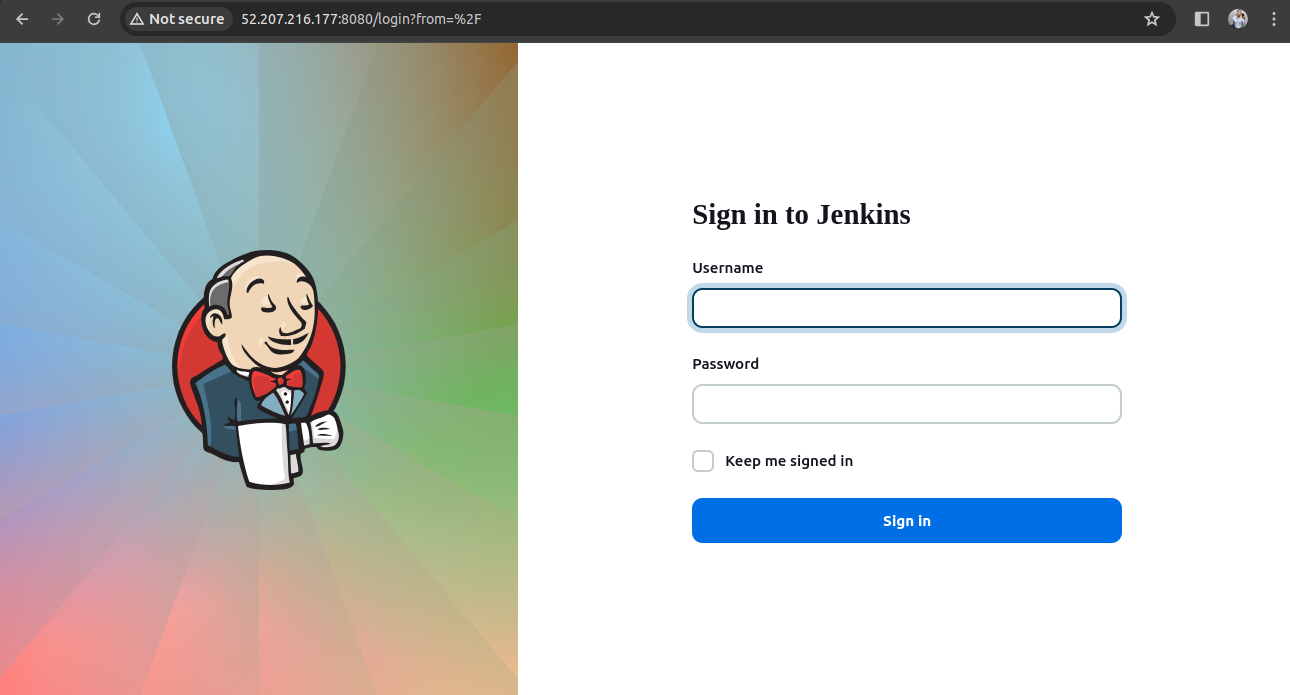 Not secure 52.207.216.177:8080/login?from=%2F
Sign in to Jenkins
Username
Password
Keep me signed in
Sign in